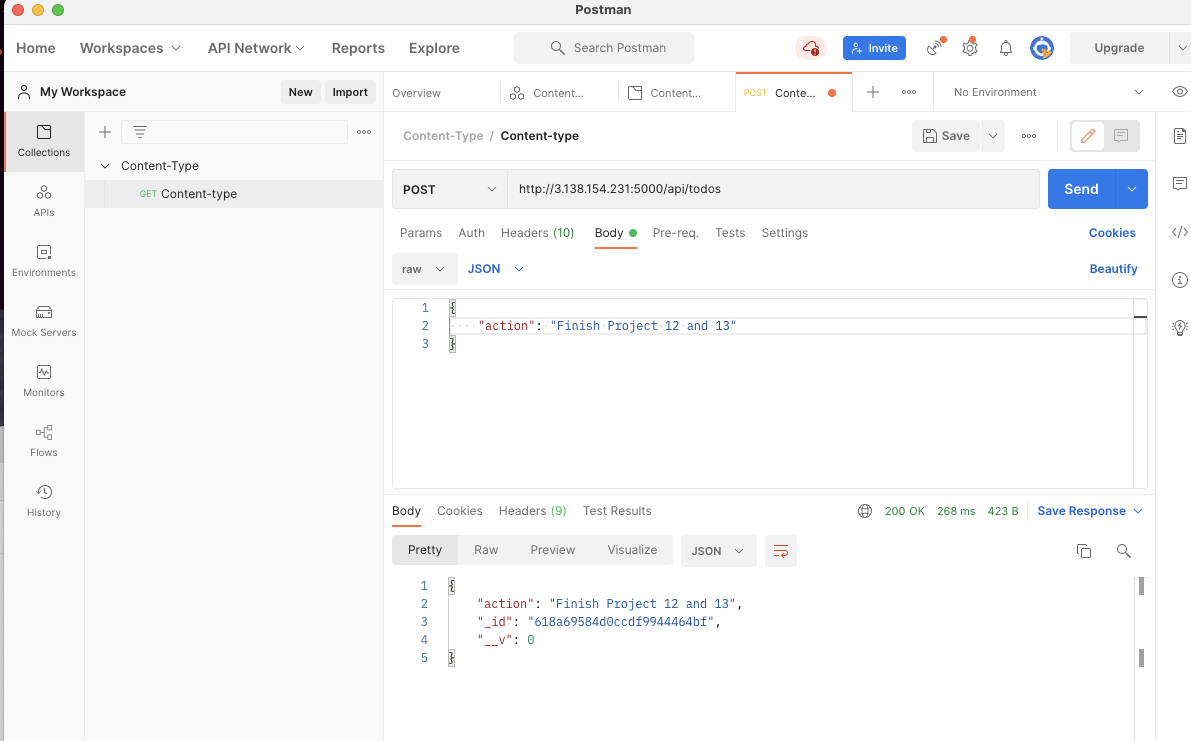 Postman
Home Workspaces API Network Reports Explore Search Postman Invite Upgrade
My Workspace New Import Overview Conten... Conten... POST Conte... No Environment
Collections
Content-Type
GET Content-type
APIs
Environments
Mock Servers
Monitors
Flows
History
Content-Type / Content-type Save
POST http://3.138.154.231:5000/api/todos Send
Params Auth Headers (10) Body Pre-req. Tests Settings Cookies
raw JSON Beautify
1 {
2 "action": "Finish Project 12 and 13"
3 }
Body Cookies Headers (9) Test Results 200 OK 268 ms 423 B Save Response
Pretty Raw Preview Visualize JSON
1 {
2 "action": "Finish Project 12 and 13",
3 "_id": "618a69584d0ccdf9944464bf",
4 "__v": 0
5 }